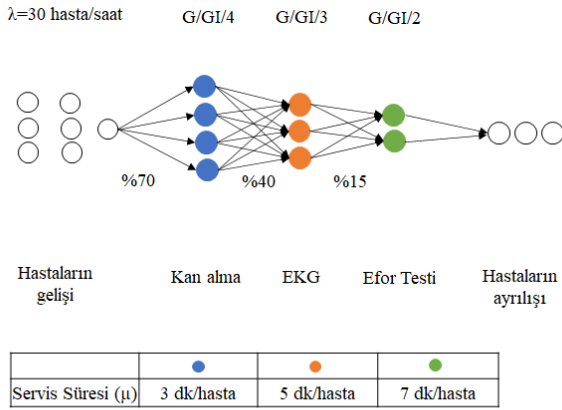 λ=30 hasta/saat
G/GI/4
G/GI/3
G/GI/2
%70
%40
%15
Hastaların
gelişi
Kan alma
EKG
Efor Testi
Hastaların
ayrılışı
Servis Süresi (μ)
3 dk/hasta
5 dk/hasta
7 dk/hasta